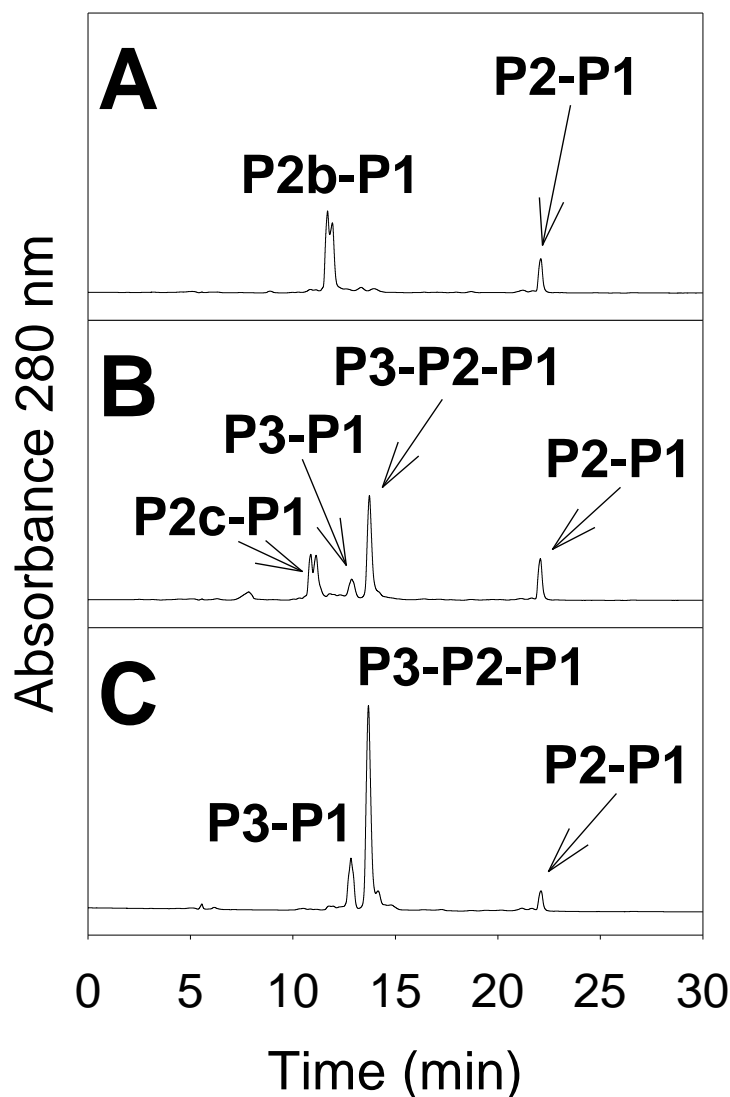 A
P2-P1
P2b-P1
B
P3-P2-P1
P3-P1
P2-P1
P2c-P1
C
P3-P2-P1
P2-P1
P3-P1
Absorbance 280 nm
0 5 10 15 20 25 30
Time (min)